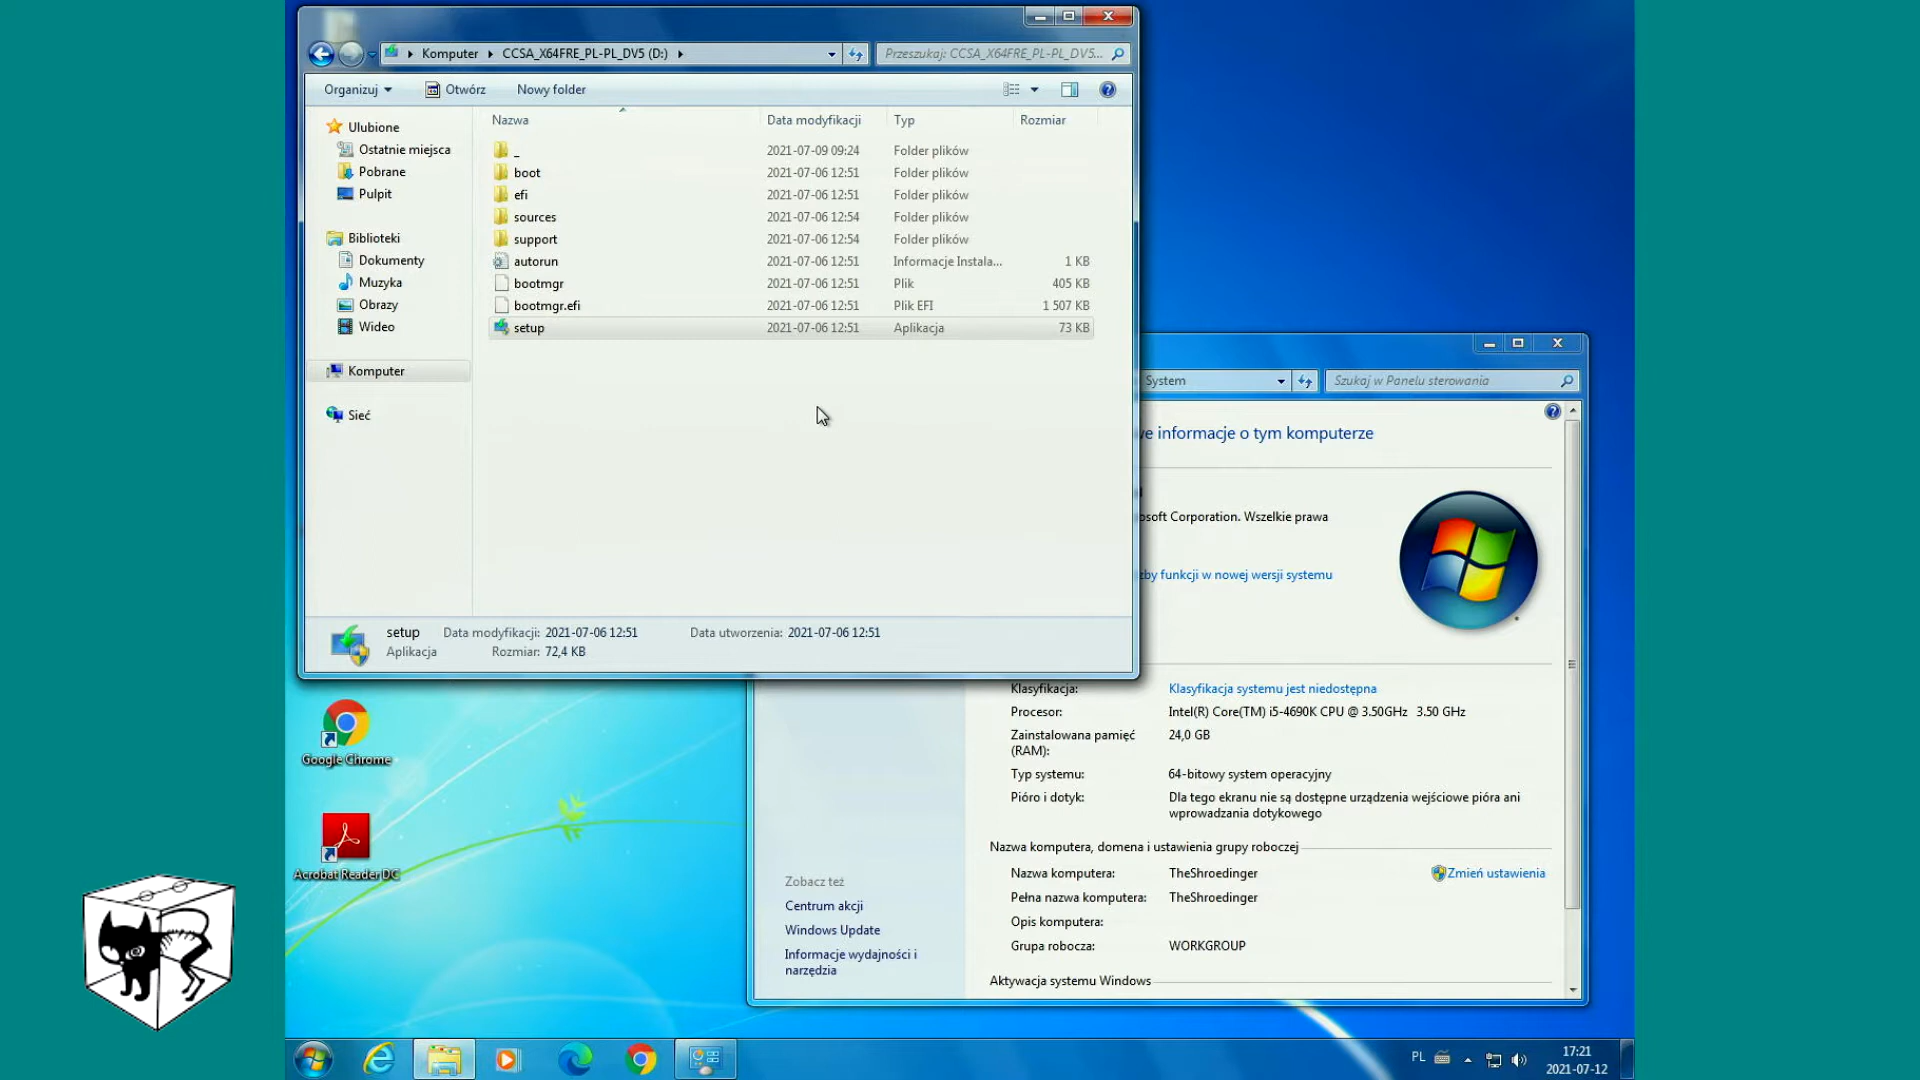 Komputer
CCSA_X64FRE_PL-PL_DV5 (D:)
Przeszukaj: CCSA_X64FRE_PL-PL_DV5...
Organizuj
Otwórz
Nowy folder
Ulubione
Ostatnie miejsca
Pobrane
Pulpit
Biblioteki
Dokumenty
Muzyka
Obrazy
Wideo
Komputer
Sieć
Nazwa Data modyfikacji Typ Rozmiar
_ 2021-07-09 09:24 Folder plików
boot 2021-07-06 12:51 Folder plików
efi 2021-07-06 12:51 Folder plików
sources 2021-07-06 12:54 Folder plików
support 2021-07-06 12:54 Folder plików
autorun 2021-07-06 12:51 Informacje Instala... 1 KB
bootmgr 2021-07-06 12:51 Plik 405 KB
bootmgr.efi 2021-07-06 12:51 Plik EFI 1 507 KB
setup 2021-07-06 12:51 Aplikacja 73 KB
setup Data modyfikacji: 2021-07-06 12:51 Data utworzenia: 2021-07-06 12:51
Aplikacja Rozmiar: 72,4 KB
System
Szukaj w Panelu sterowania
informacje o tym komputerze
Corporation. Wszelkie prawa
funkcji w nowej wersji systemu
Klasyfikacja: Klasyfikacja systemu jest niedostępna
Procesor: Intel(R) Core(TM) i5-4690K CPU @ 3.50GHz 3.50 GHz
Zainstalowana pamięć (RAM): 24,0 GB
Typ systemu: 64-bitowy system operacyjny
Pióro i dotyk: Dla tego ekranu nie są dostępne urządzenia wejściowe pióra ani
wprowadzania dotykowego
Nazwa komputera, domena i ustawienia grupy roboczej
Nazwa komputera: TheShroedinger
Zmień ustawienia
Pełna nazwa komputera: TheShroedinger
Opis komputera:
Grupa robocza: WORKGROUP
Aktywacja systemu Windows
Zobacz też
Centrum akcji
Windows Update
Informacje wydajności i
narzędzia
Google Chrome
Acrobat Reader DC
PL
17:21
2021-07-12